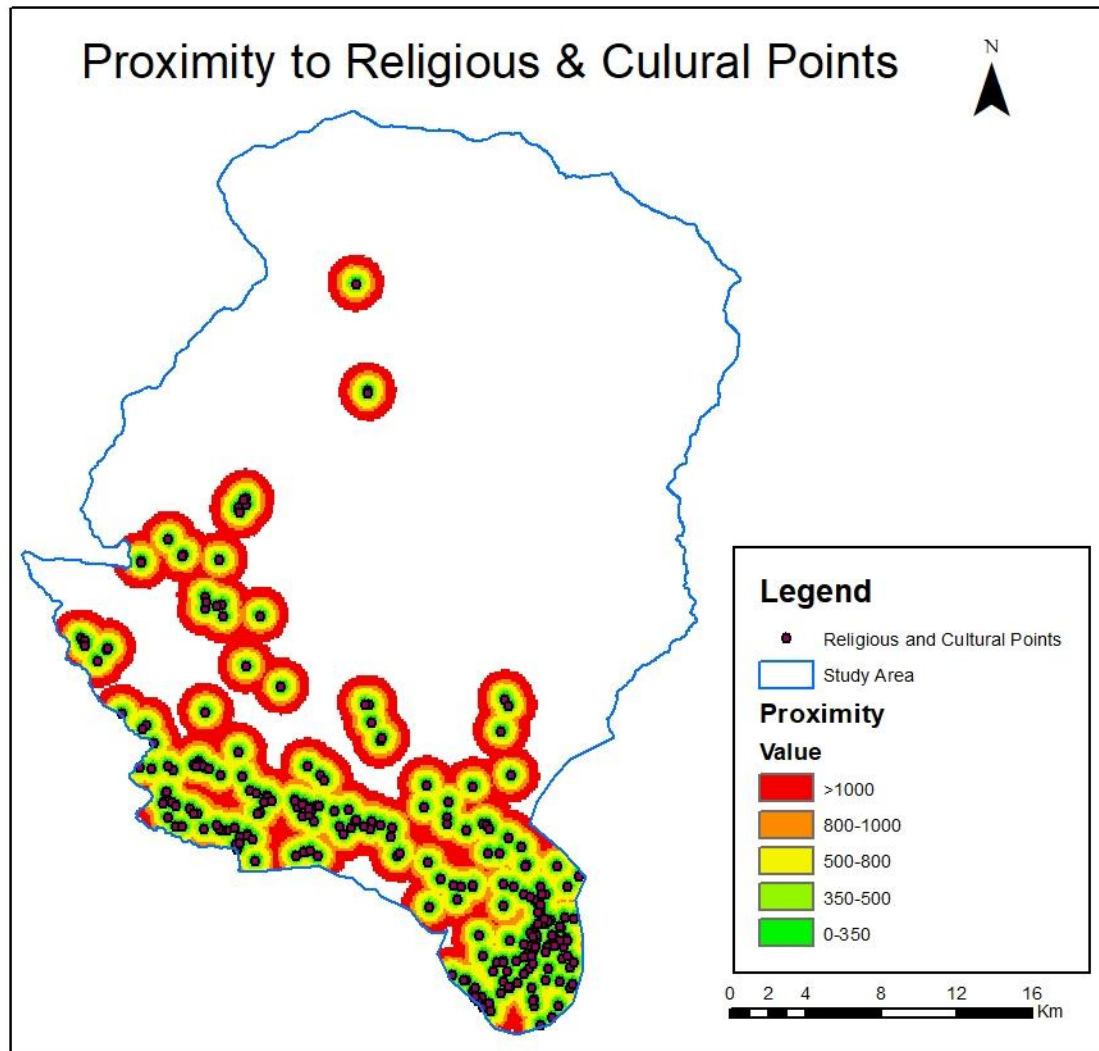 Proximity to Religious & Culural Points
N
Legend
Religious and Cultural Points
Study Area
Proximity
Value
>1000
800-1000
500-800
350-500
0-350
0 2 4 8 12 16
Km